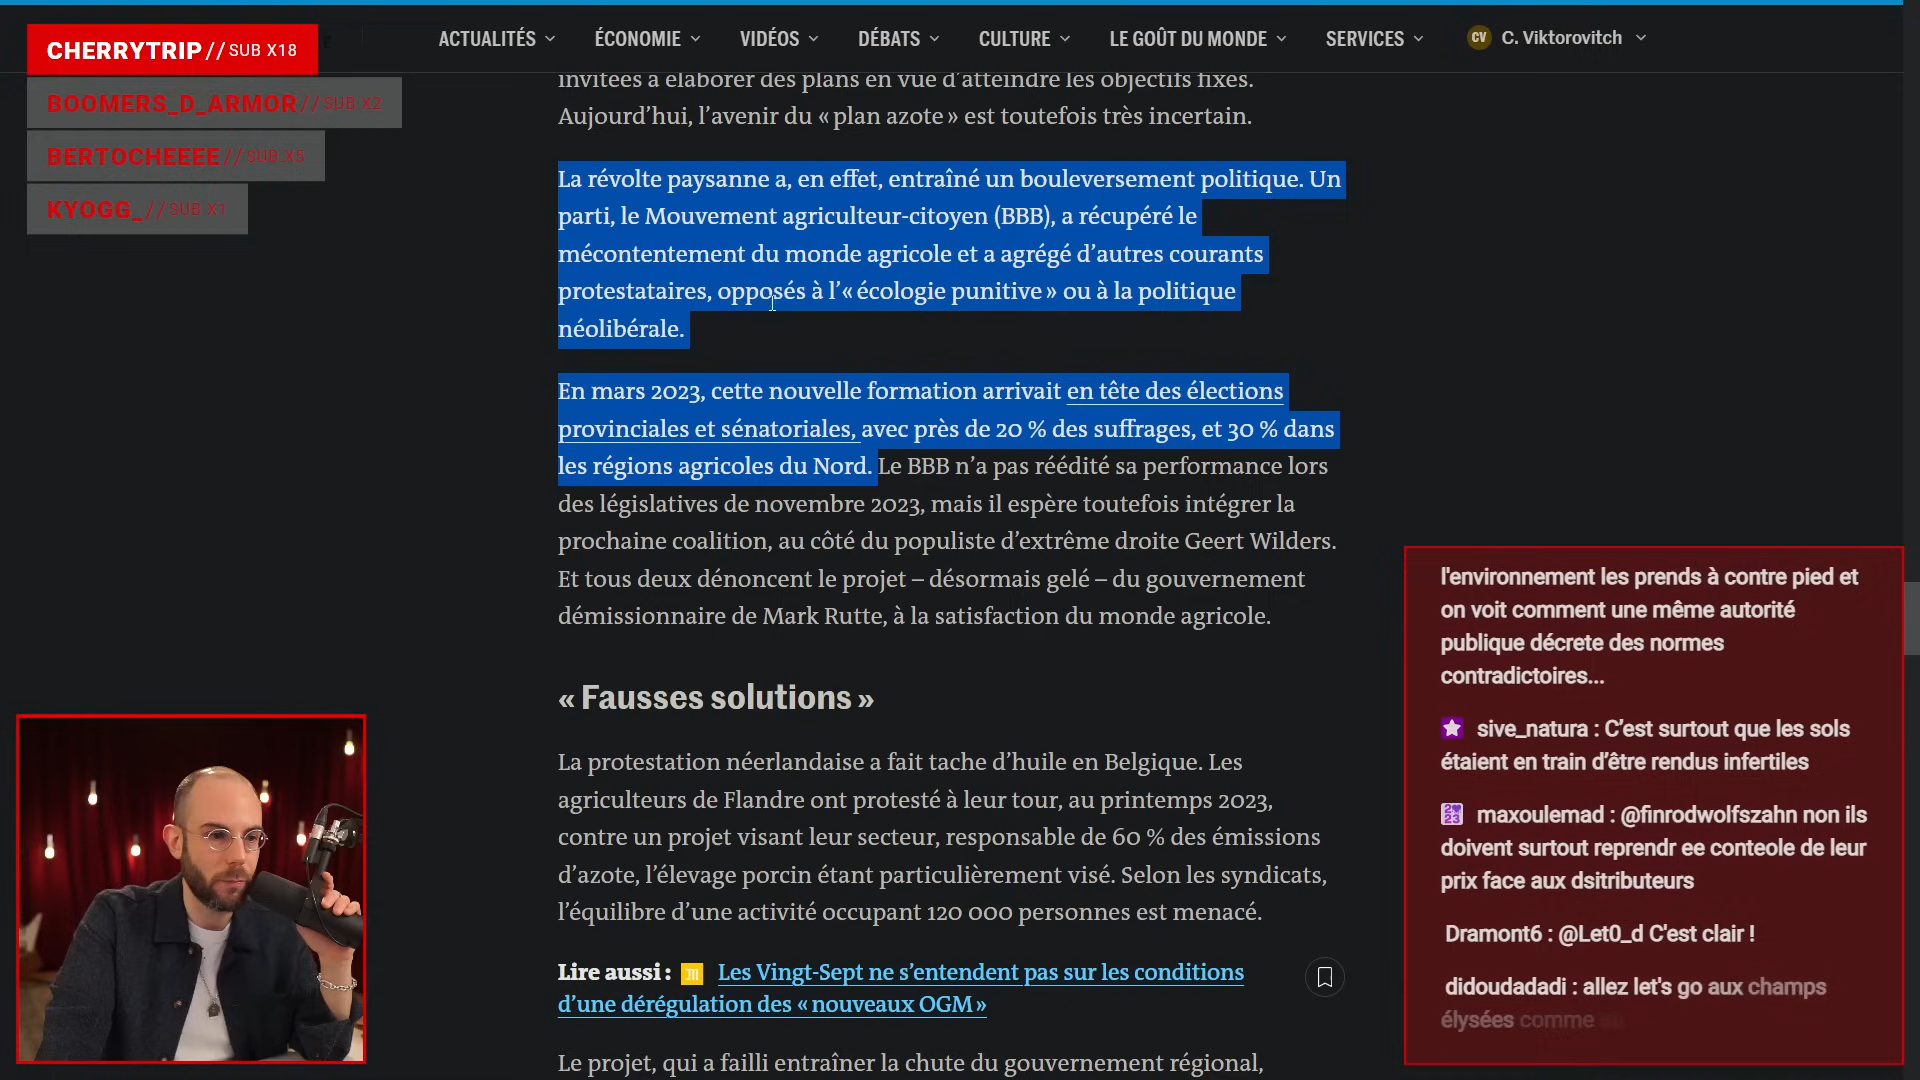 CHERRYTRIP // SUB X18
BOOMERS_D_ARMOR // SUB X2
BERTOCHEEEE // SUB X5
KYOGG_ // SUB X1
ACTUALITÉS ÉCONOMIE VIDÉOS DÉBATS CULTURE LE GOÛT DU MONDE SERVICES CV C. Viktorovitch
invitées à élaborer des plans en vue d’atteindre les objectifs fixés.
Aujourd’hui, l’avenir du « plan azote » est toutefois très incertain.
La révolte paysanne a, en effet, entraîné un bouleversement politique. Un
parti, le Mouvement agriculteur-citoyen (BBB), a récupéré le
mécontentement du monde agricole et a agrégé d’autres courants
protestataires, opposés à l’« écologie punitive » ou à la politique
néolibérale.
En mars 2023, cette nouvelle formation arrivait en tête des élections
provinciales et sénatoriales, avec près de 20 % des suffrages, et 30 % dans
les régions agricoles du Nord. Le BBB n’a pas réédité sa performance lors
des législatives de novembre 2023, mais il espère toutefois intégrer la
prochaine coalition, au côté du populiste d’extrême droite Geert Wilders.
Et tous deux dénoncent le projet – désormais gelé – du gouvernement
démissionnaire de Mark Rutte, à la satisfaction du monde agricole.
« Fausses solutions »
La protestation néerlandaise a fait tache d’huile en Belgique. Les
agriculteurs de Flandre ont protesté à leur tour, au printemps 2023,
contre un projet visant leur secteur, responsable de 60 % des émissions
d’azote, l’élevage porcin étant particulièrement visé. Selon les syndicats,
l’équilibre d’une activité occupant 120 000 personnes est menacé.
Lire aussi : Les Vingt-Sept ne s’entendent pas sur les conditions
d’une dérégulation des « nouveaux OGM »
Le projet, qui a failli entraîner la chute du gouvernement régional,
l'environnement les prends à contre pied et
on voit comment une même autorité
publique décrete des normes
contradictoires...
sive_natura : C’est surtout que les sols
étaient en train d’être rendus infertiles
maxoulemad : @finrodwolfszahn non ils
doivent surtout reprendr ee conteole de leur
prix face aux dsitributeurs
Dramont6 : @Let0_d C'est clair !
didoudadadi : allez let's go aux champs
élysées comme